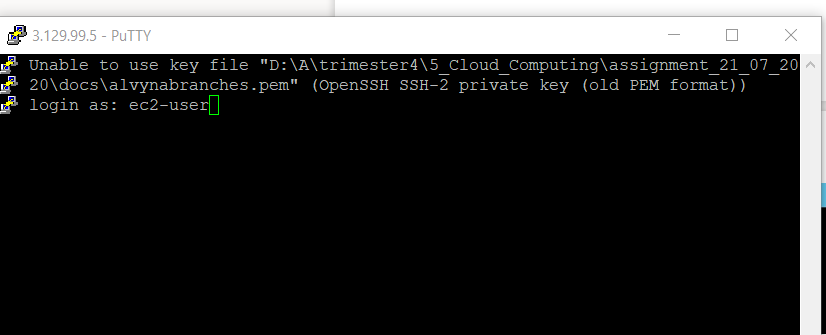 3.129.99.5 - PuTTY
Unable to use key file "D:\A\trimester4\5_Cloud_Computing\assignment_21_07_20
20\docs\alvynabranches.pem" (OpenSSH SSH-2 private key (old PEM format))
login as: ec2-user